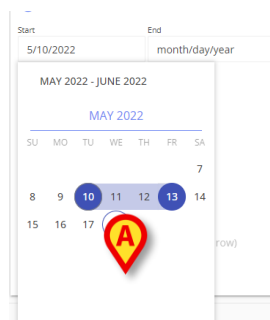 Start End
5/10/2022 month/day/year
MAY 2022 - JUNE 2022
MAY 2022
SU MO TU WE TH FR SA
7
8 9 10 11 12 13 14
15 16 17
A
row)